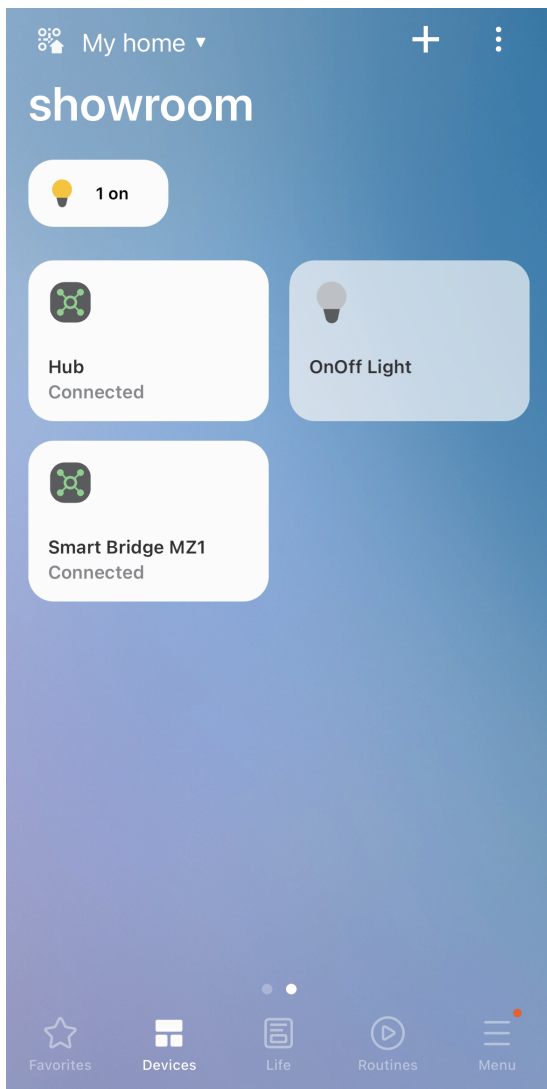 My home
showroom
1 on
Hub
Connected
OnOff Light
Smart Bridge MZ1
Connected
Favorites
Devices
Life
Routines
Menu